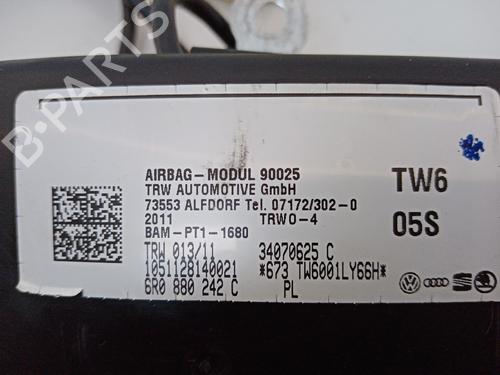 AIRBAG-MODUL 90025
TRW AUTOMOTIVE GmbH
73553 ALFDORF Tel. 07172/302-0
2011 TRWO-4
BAM-PT1-1680
TRW 013/11 34070625 C
1051128140021 *673 TW6001LY66H*
6R0 880 242 C PL
TW6
05S
B-PARTS